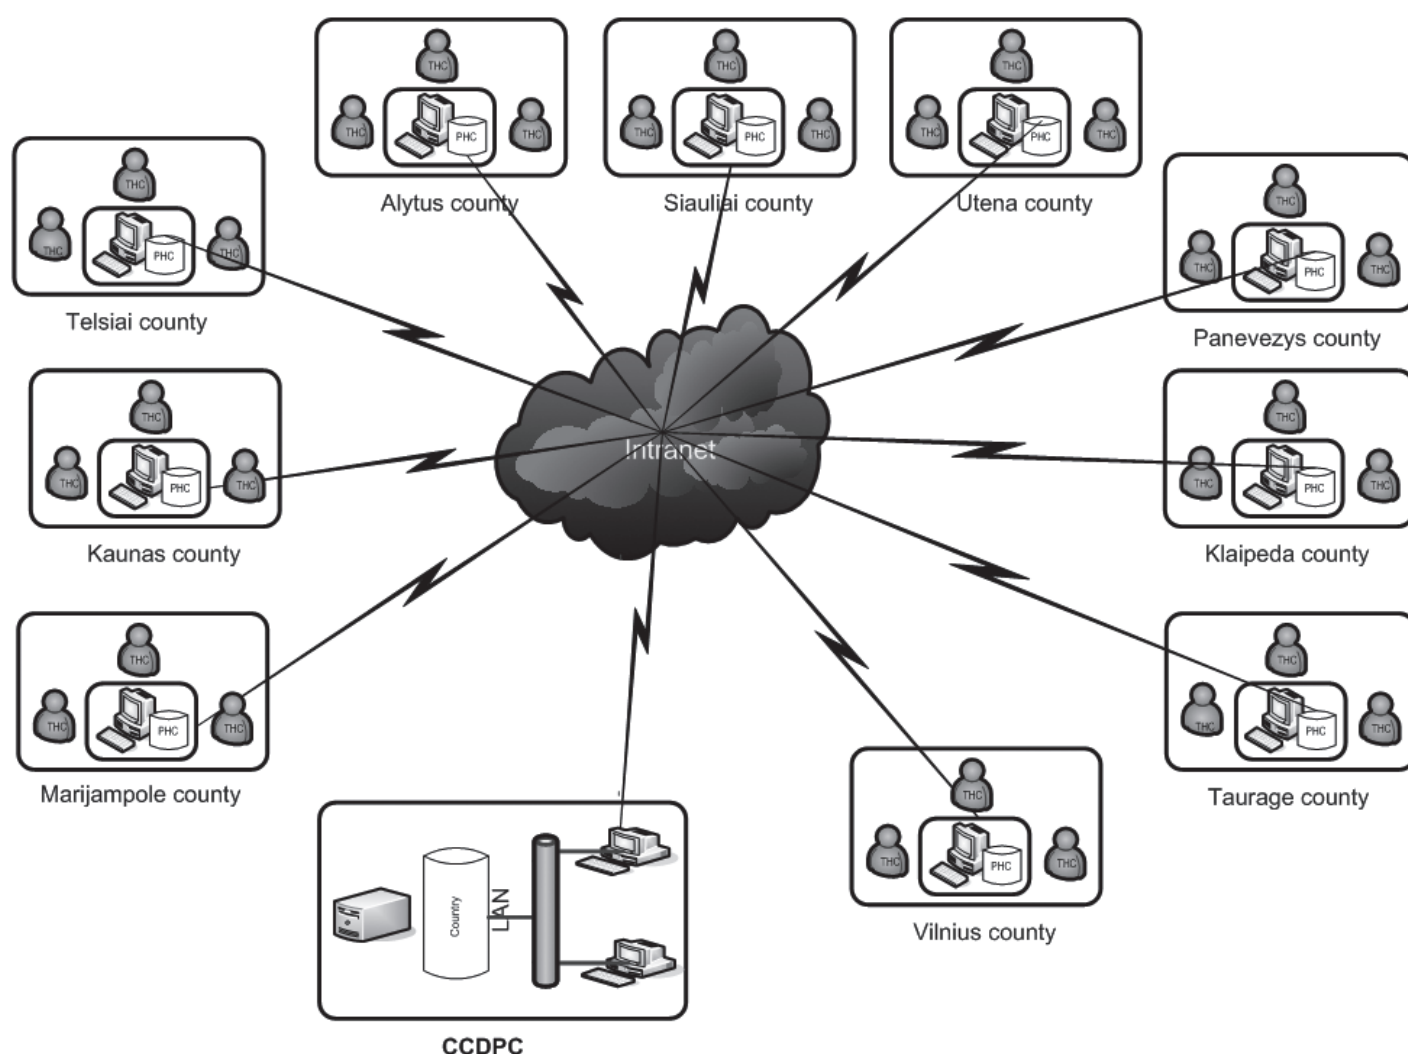 THC
THC
PHC
THC
Alytus county
THC
THC
PHC
THC
Siauliai county
THC
THC
PHC
THC
Utena county
THC
THC
PHC
THC
Telsiai county
THC
THC
PHC
THC
Panevezys county
Intranet
THC
THC
PHC
THC
Kaunas county
THC
THC
PHC
THC
Klaipeda county
THC
THC
PHC
THC
Marijampole county
THC
THC
PHC
THC
Taurage county
THC
THC
PHC
THC
Vilnius county
Country
LAN
CCDPC